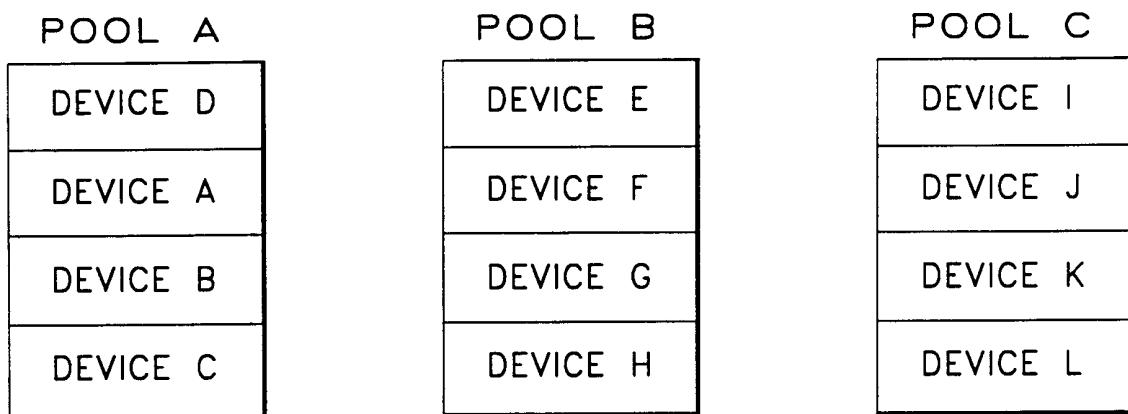 POOL A
DEVICE D
DEVICE A
DEVICE B
DEVICE C
POOL B
DEVICE E
DEVICE F
DEVICE G
DEVICE H
POOL C
DEVICE I
DEVICE J
DEVICE K
DEVICE L